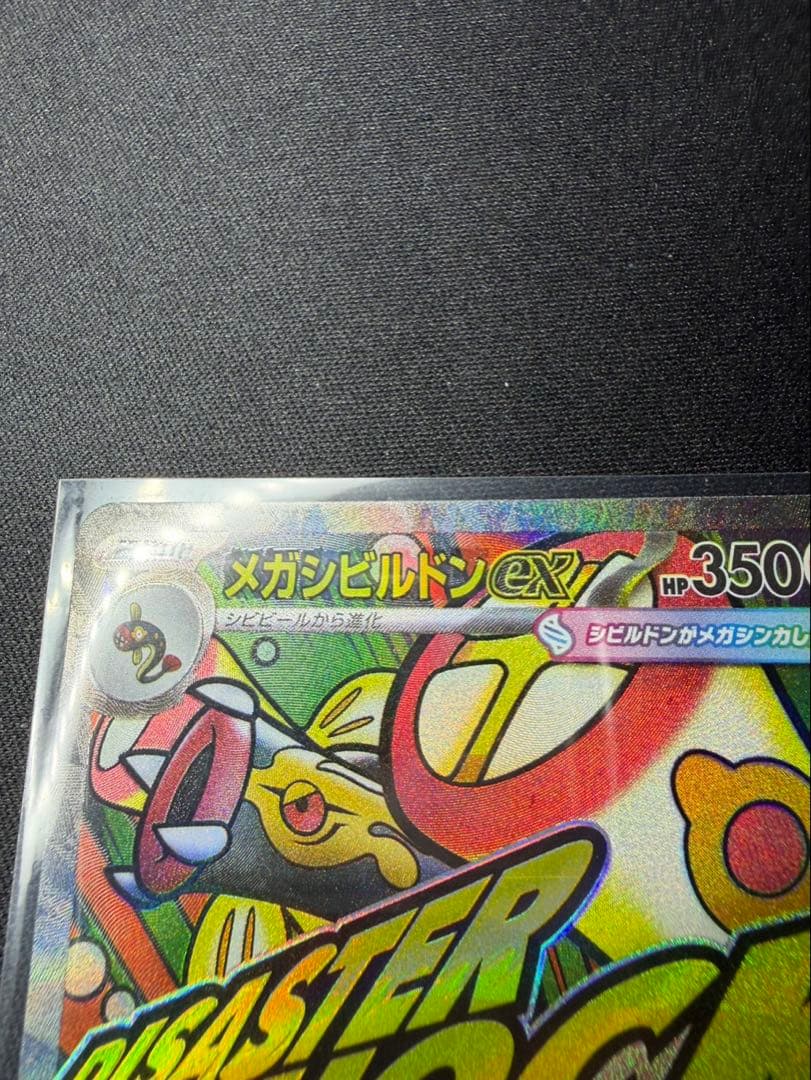 メガシビルドンex
HP350
シビビールから進化
シビルドンがメガシンカし
DISASTER